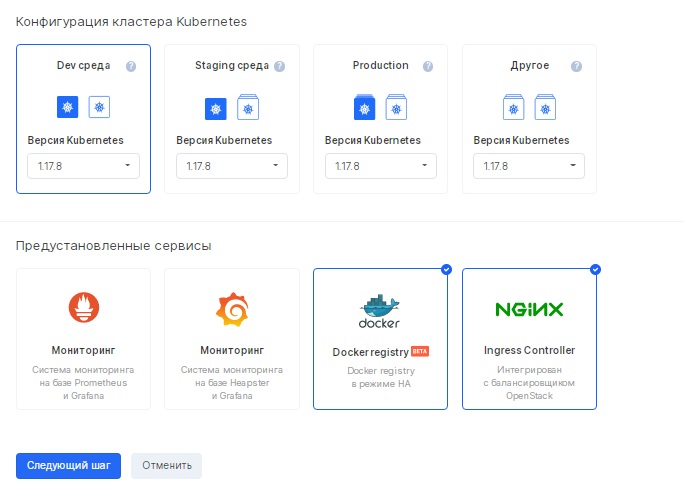 Конфигурация кластера Kubernetes
Dev среда ?
Staging среда ?
Production ?
Другое ?
Версия Kubernetes
Версия Kubernetes
Версия Kubernetes
Версия Kubernetes
1.17.8
1.17.8
1.17.8
1.17.8
Предустановленные сервисы
Мониторинг
Система мониторинга
на базе Prometheus
и Grafana
Мониторинг
Система мониторинга
на базе Heapster
и Grafana
docker
Docker registry BETA
Docker registry
в режиме HA
NGINX
Ingress Controller
Интегрирован
с балансировщиком
OpenStack
Следующий шаг
Отменить